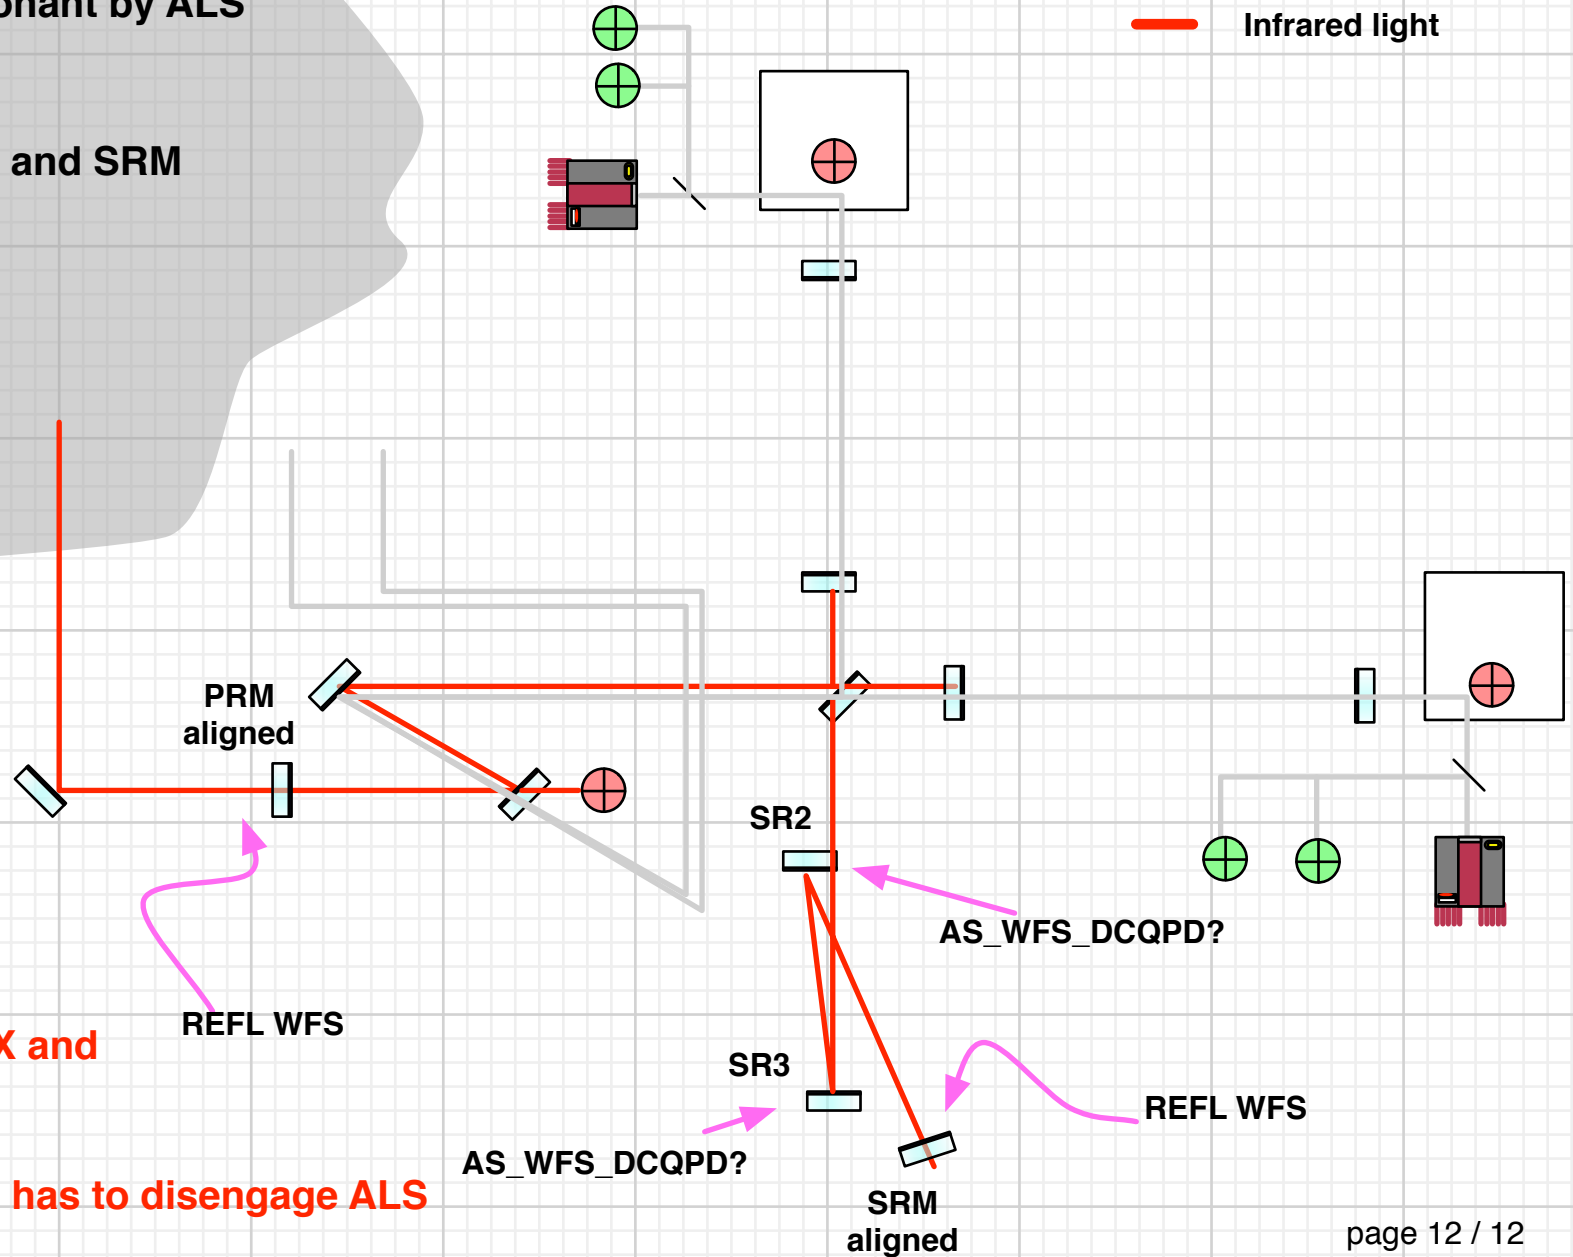 onant by ALS
Infrared light
and SRM
PRM
aligned
SR2
AS_WFS_DCQPD?
REFL WFS
X and
SR3
REFL WFS
AS_WFS_DCQPD?
has to disengage ALS
SRM
aligned
page 12 / 12